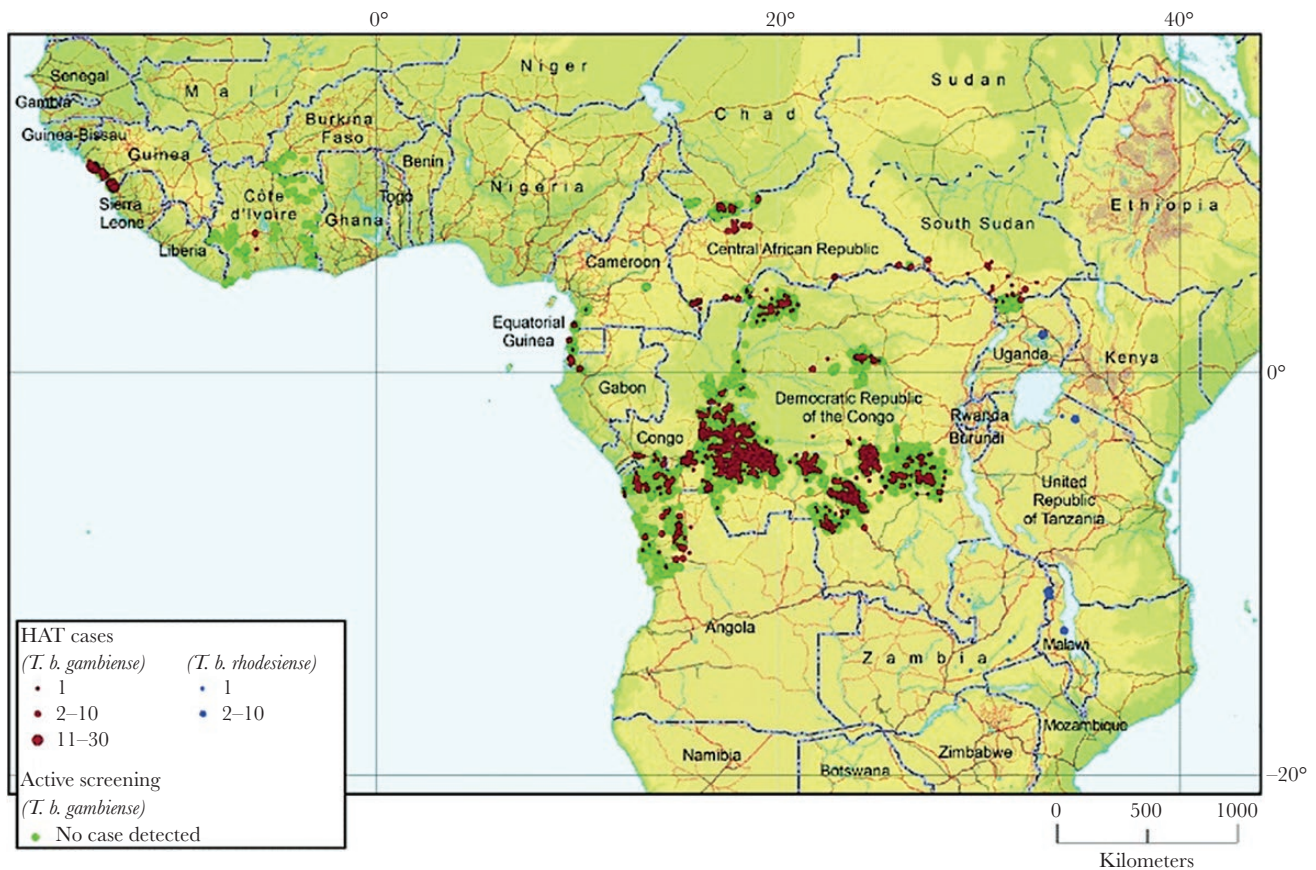 0°
20°
40°
Senegal
Gambia
Guinea-Bissau
Guinea
Sierra
Leone
Liberia
Mali
Burkina
Faso
Côte
d'Ivoire
Ghana
Togo
Benin
Niger
Nigeria
Chad
Sudan
South Sudan
Ethiopia
Central African Republic
Cameroon
Equatorial
Guinea
Gabon
Congo
Democratic Republic
of the Congo
Uganda
Kenya
Rwanda
Burundi
United
Republic
of Tanzania
0°
Angola
Zambia
Malawi
Mozambique
Zimbabwe
Namibia
Botswana
–20°
HAT cases
(T. b. gambiense) (T. b. rhodesiense)
1 1
2–10 2–10
11–30
Active screening
(T. b. gambiense)
No case detected
0 500 1000
Kilometers